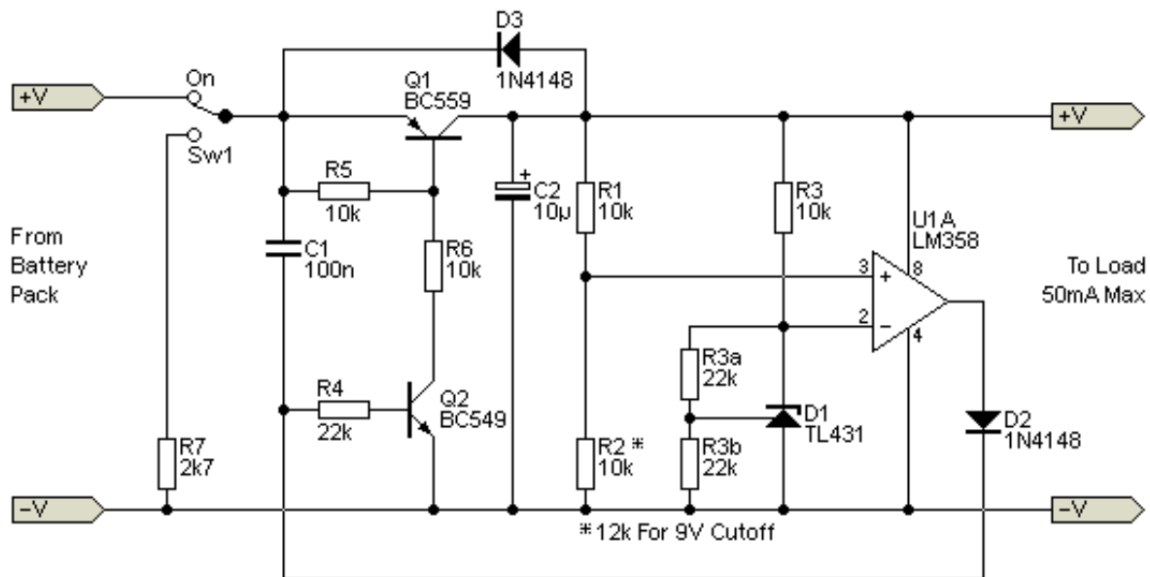 D3
1N4148
On
+V
Q1
BC559
+V
Sw1
R5
10k
+
C2
10µ
R1
10k
R3
10k
U1A
LM358
From
Battery
Pack
C1
100n
R6
10k
3
+
8
To Load
50mA Max
2
−
4
R3a
22k
R4
22k
Q2
BC549
D1
TL431
D2
1N4148
R7
2k7
R2 *
10k
R3b
22k
−V
−V
*12k For 9V Cutoff